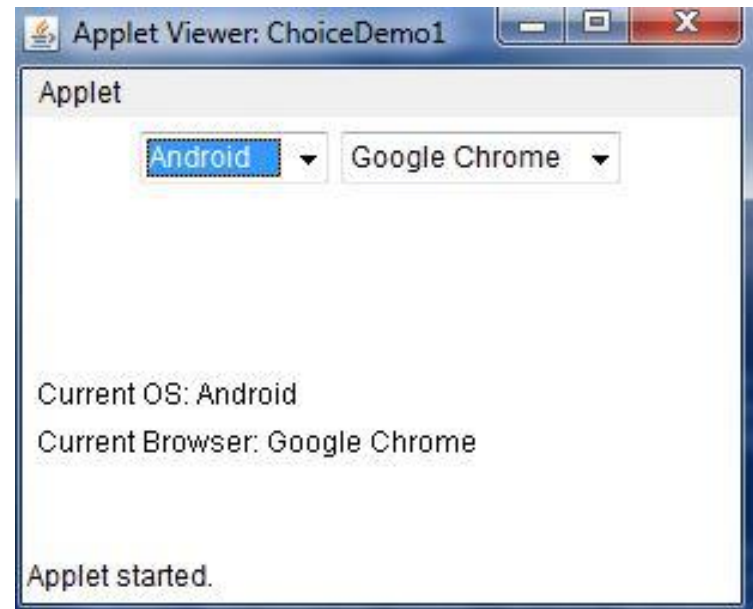 Applet Viewer: ChoiceDemo1
Applet
Android Google Chrome
Current OS: Android
Current Browser: Google Chrome
Applet started.